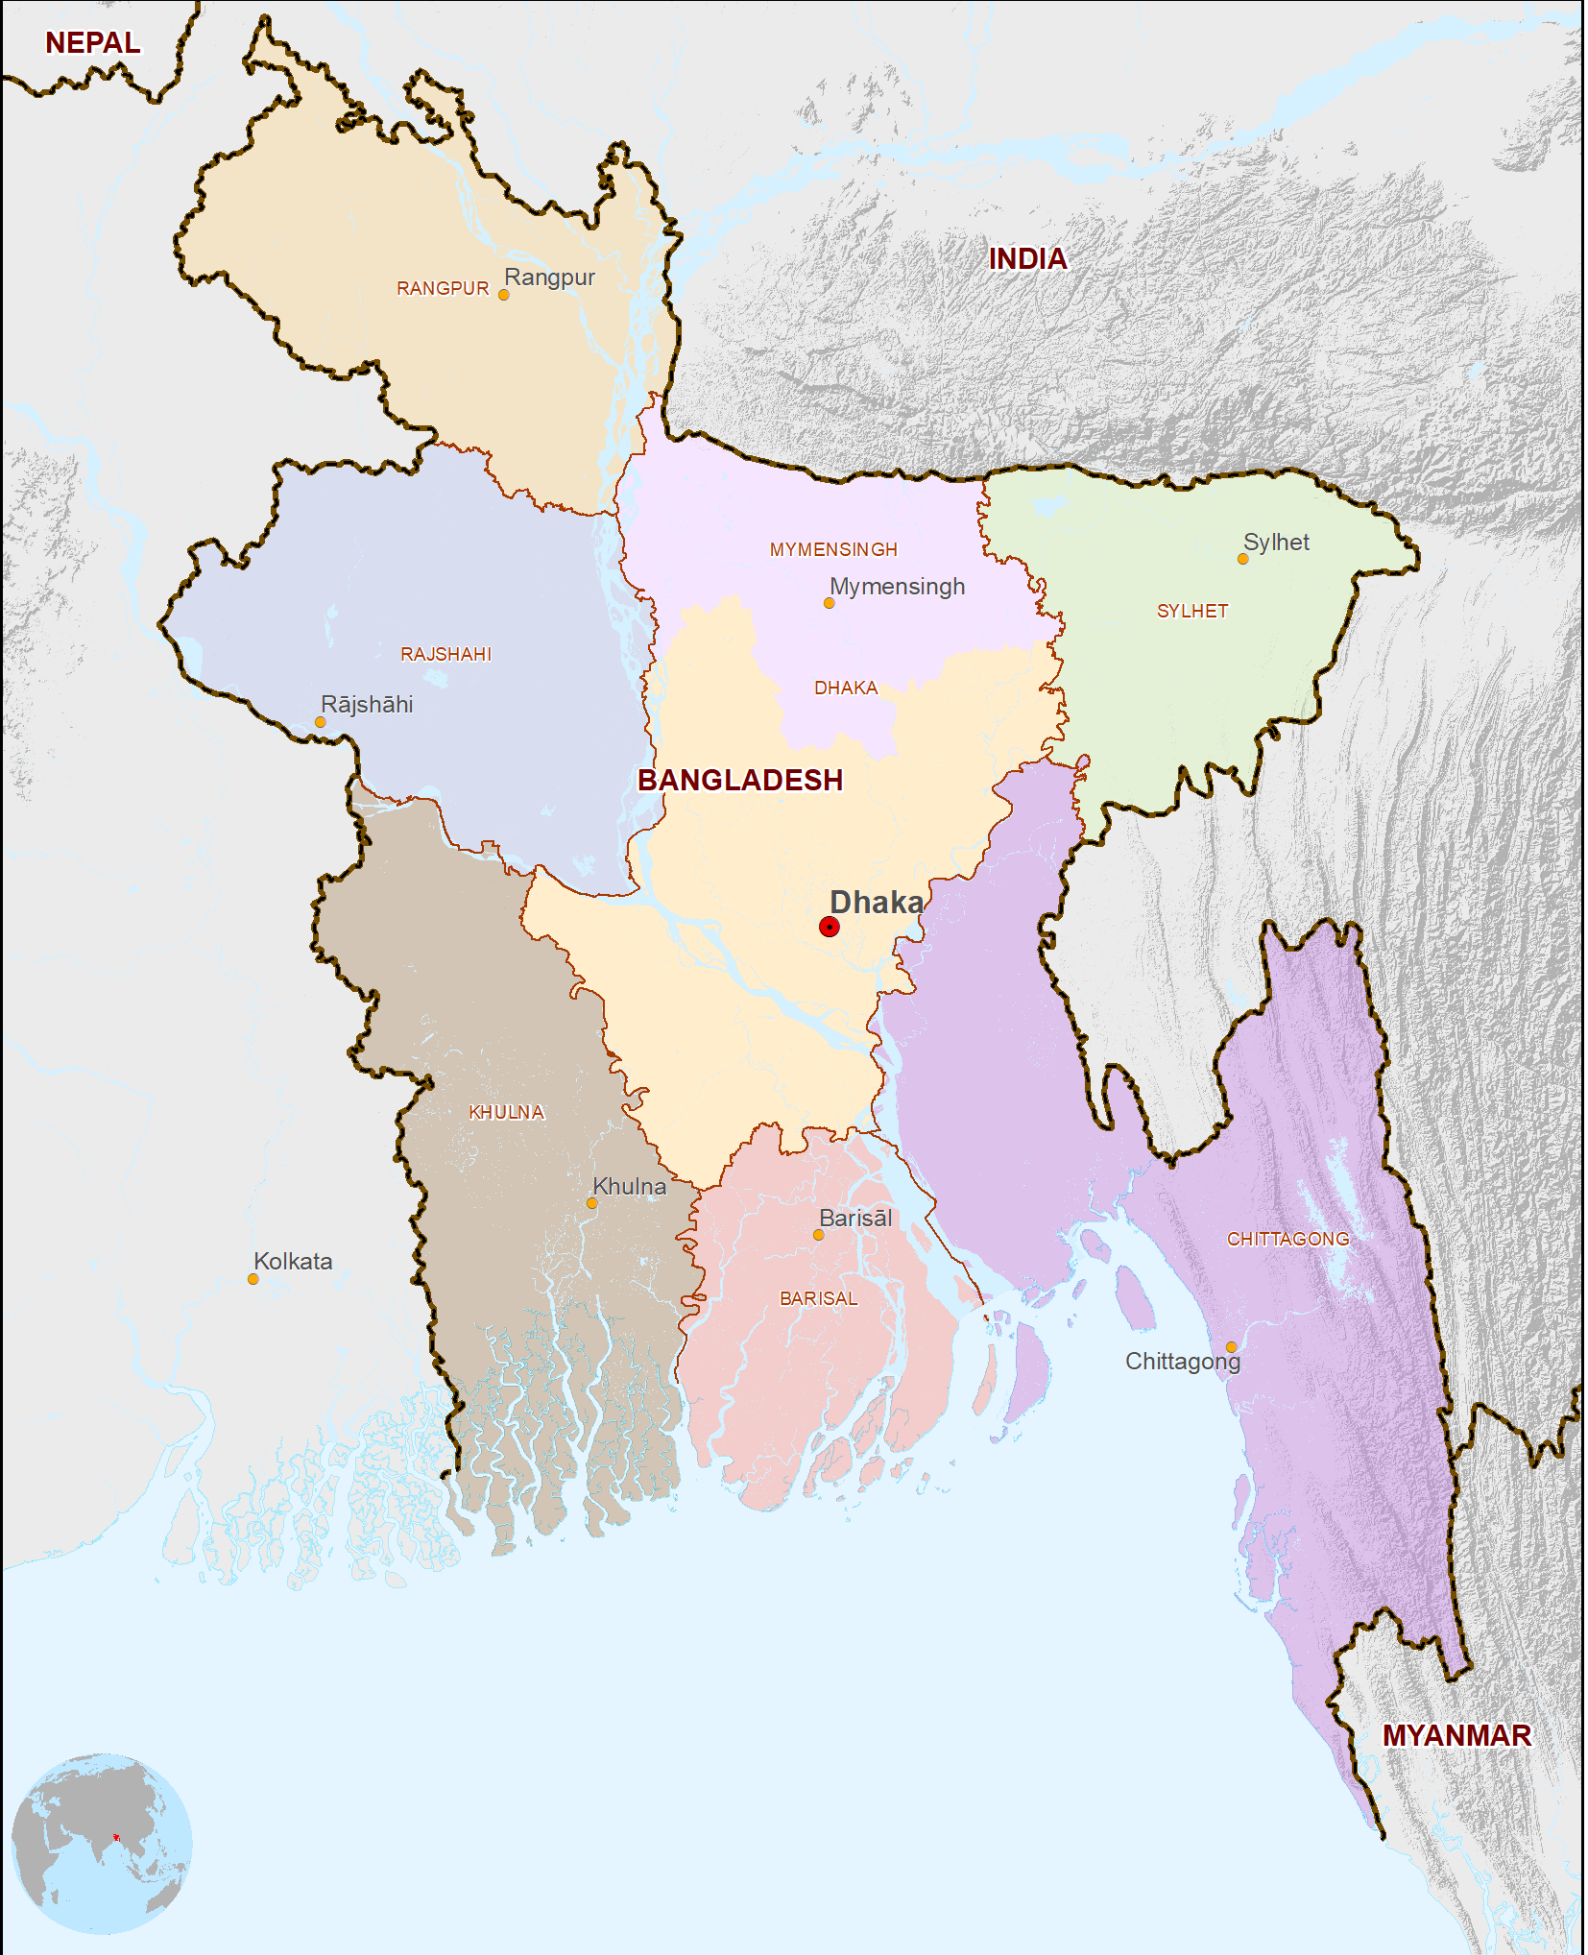 NEPAL
INDIA
RANGPUR
Rangpur
MYMENSINGH
Mymensingh
Sylhet
SYLHET
RAJSHAHI
Rājshāhi
DHAKA
BANGLADESH
Dhaka
KHULNA
Khulna
Barisāl
BARISAL
Kolkata
CHITTAGONG
Chittagong
MYANMAR